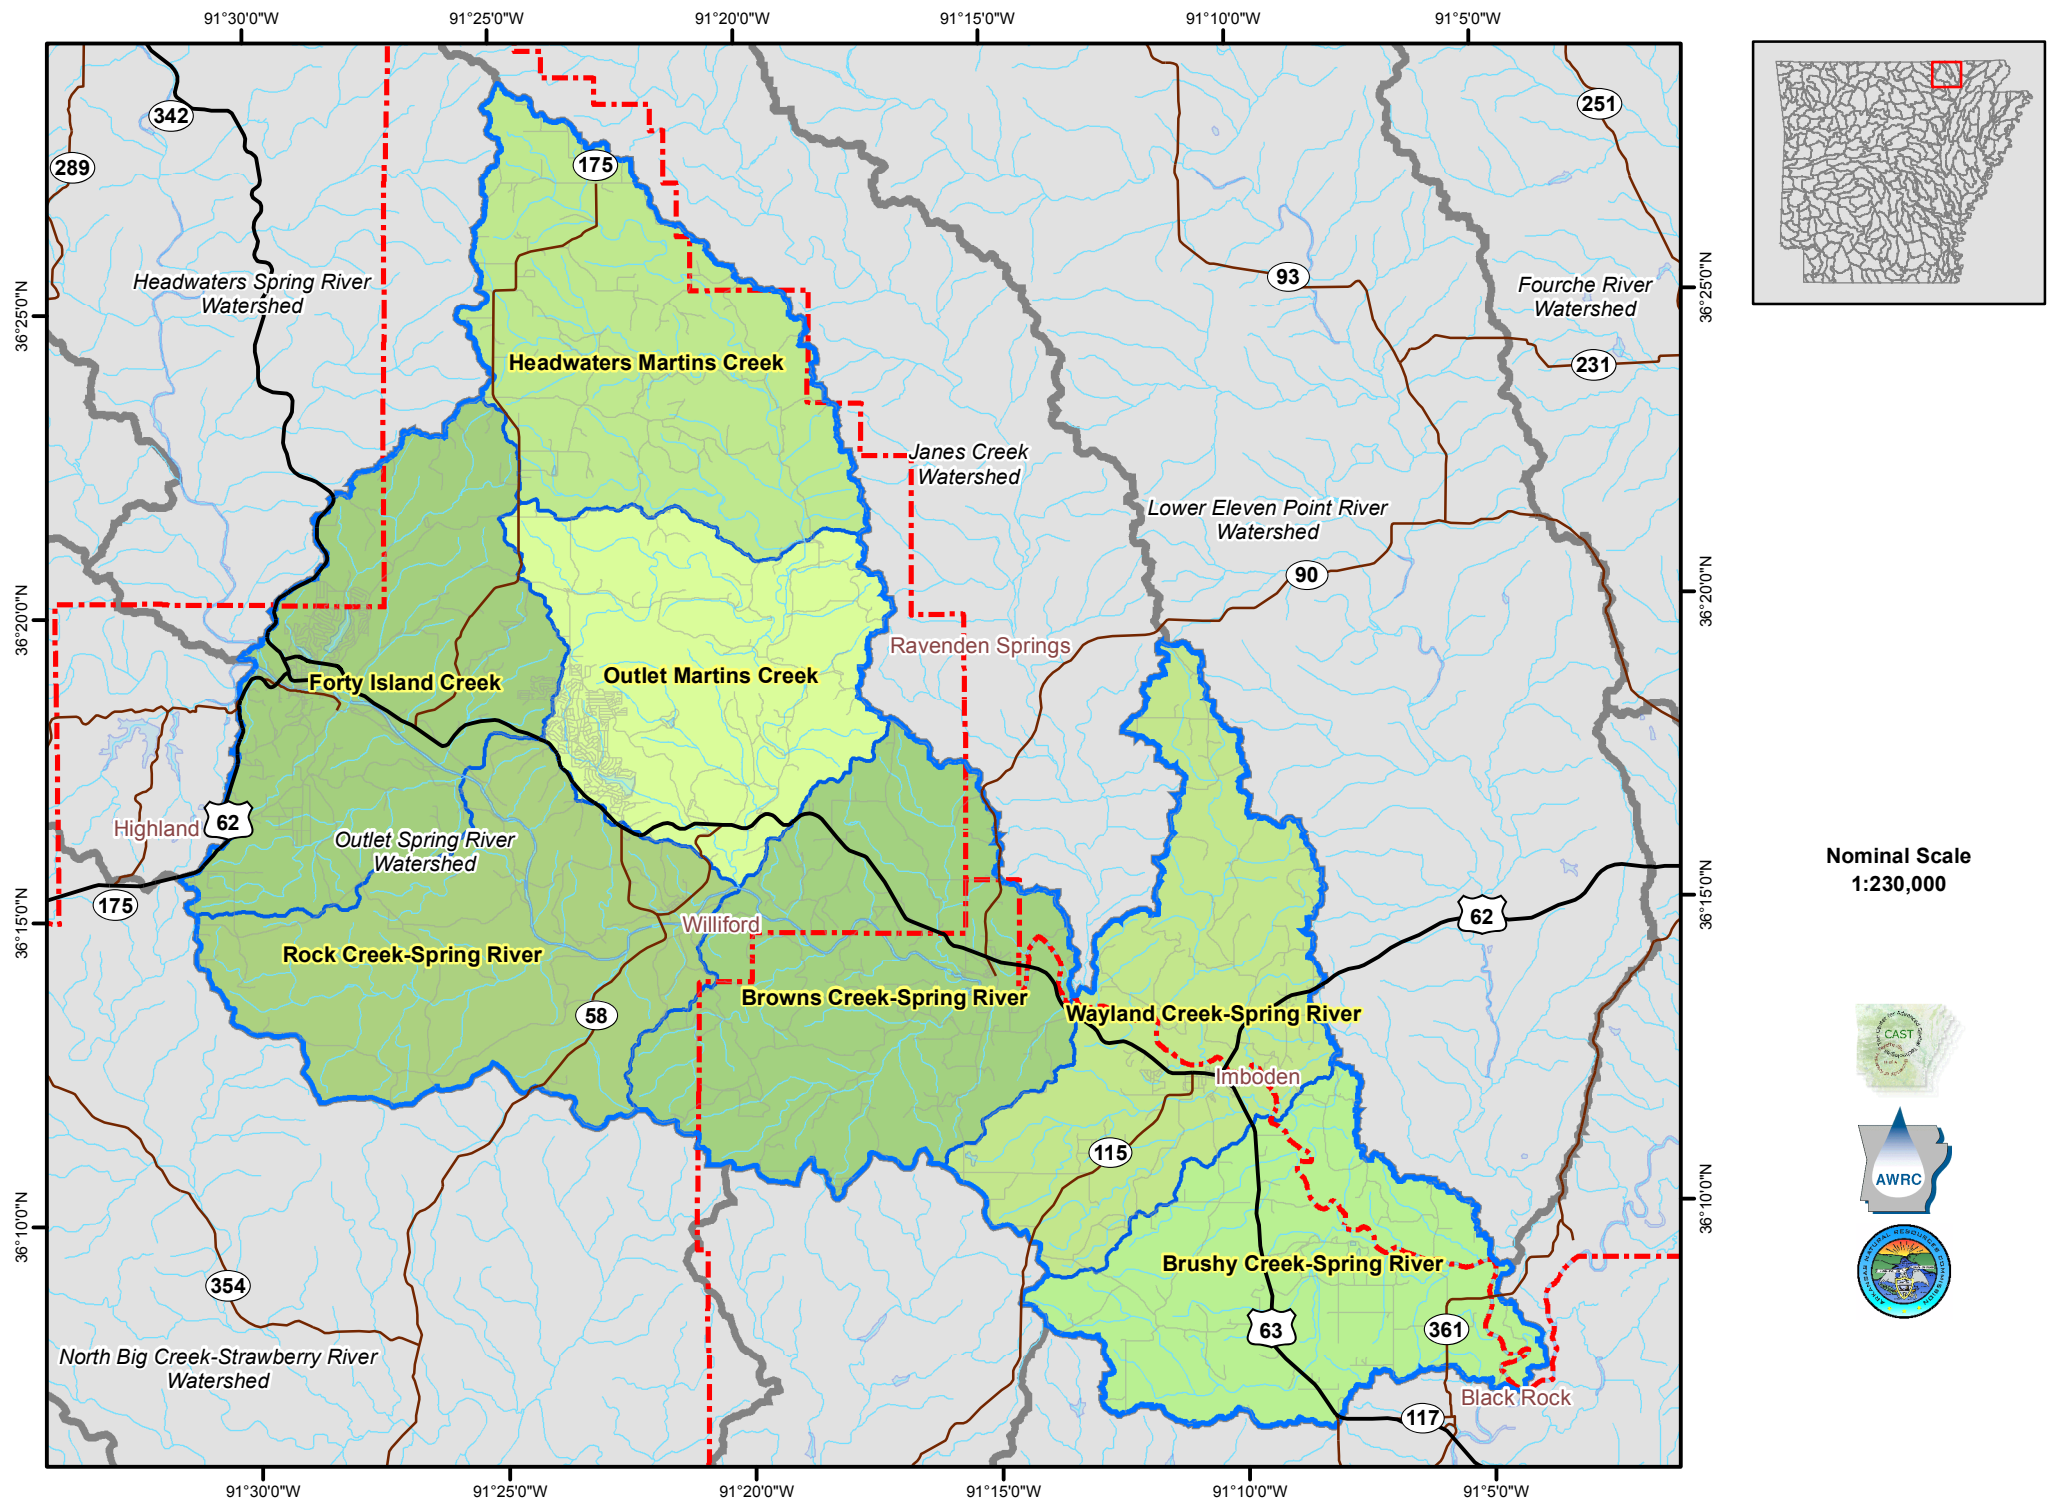 91°30'0"W
91°25'0"W
91°20'0"W
91°15'0"W
91°10'0"W
91°5'0"W
342
289
175
251
93
231
Headwaters Spring River
Watershed
Fourche River
Watershed
36°25'0"N
36°25'0"N
Headwaters Martins Creek
Janes Creek
Watershed
Lower Eleven Point River
Watershed
90
36°20'0"N
36°20'0"N
Ravenden Springs
Forty Island Creek
Outlet Martins Creek
Highland
62
Outlet Spring River
Watershed
Nominal Scale
1:230,000
175
Williford
62
36°15'0"N
36°15'0"N
Rock Creek-Spring River
Browns Creek-Spring River
58
Wayland Creek-Spring River
CAST
Imboden
115
AWRC
36°10'0"N
36°10'0"N
Brushy Creek-Spring River
354
63
361
ARKANSAS NATURAL RESOURCES COMMISSION
North Big Creek-Strawberry River
Watershed
Black Rock
117
91°30'0"W
91°25'0"W
91°20'0"W
91°15'0"W
91°10'0"W
91°5'0"W